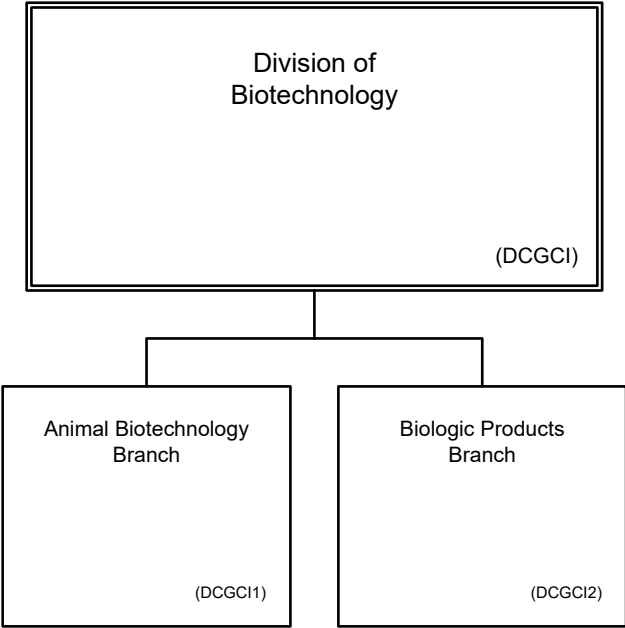 Division of
Biotechnology
(DCGCI)
Animal Biotechnology
Branch
(DCGCI1)
Biologic Products
Branch
(DCGCI2)